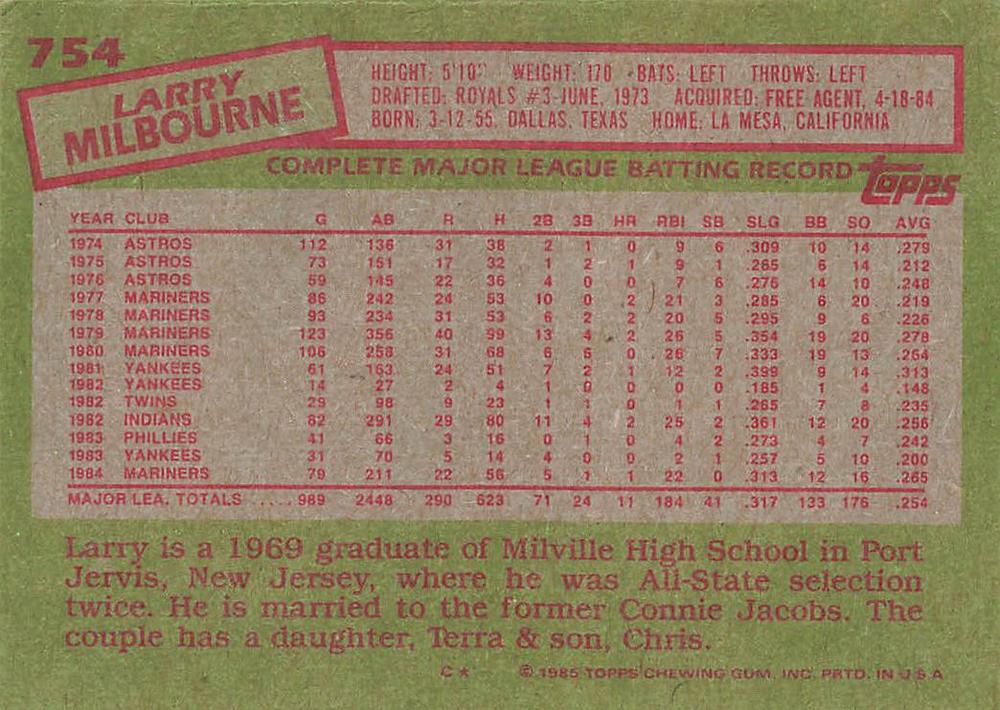 754
LARRY
MILBOURNE
HEIGHT: 5'10" WEIGHT: 170 BATS: LEFT THROWS: LEFT
DRAFTED: ROYALS #3-JUNE, 1973 ACQUIRED: FREE AGENT, 4-18-84
BORN: 3-12-55, DALLAS, TEXAS HOME: LA MESA, CALIFORNIA
COMPLETE MAJOR LEAGUE BATTING RECORD topps
YEAR CLUB G AB R H 2B 3B HR RBI SB SLG BB SO AVG
1974 ASTROS 112 136 31 38 2 1 0 9 6 .309 10 14 .279
1975 ASTROS 73 151 17 32 1 2 1 9 1 .265 6 14 .212
1976 ASTROS 59 145 22 36 4 0 0 7 6 .276 14 10 .248
1977 MARINERS 86 242 24 53 10 0 2 21 3 .285 6 20 .219
1978 MARINERS 93 234 31 53 6 2 2 20 5 .295 9 6 .226
1979 MARINERS 123 356 40 99 13 4 2 26 5 .354 19 20 .278
1980 MARINERS 106 258 31 68 6 6 0 26 7 .333 19 13 .264
1981 YANKEES 61 163 24 51 7 2 1 12 2 .399 9 14 .313
1982 YANKEES 14 27 2 4 1 0 0 0 0 .185 1 4 .148
1982 TWINS 29 98 9 23 1 1 0 1 1 .265 7 8 .235
1982 INDIANS 82 291 29 80 11 4 2 25 2 .361 12 20 .256
1983 PHILLIES 41 66 3 16 0 1 0 4 2 .273 4 7 .242
1983 YANKEES 31 70 5 14 4 0 0 2 1 .257 5 10 .200
1984 MARINERS 79 211 22 56 5 1 1 22 0 .313 12 16 .265
MAJOR LEA. TOTALS .... 989 2448 290 623 71 24 11 184 41 .317 133 176 .254
Larry is a 1969 graduate of Milville High School in Port
Jervis, New Jersey, where he was All-State selection
twice. He is married to the former Connie Jacobs. The
couple has a daughter, Terra & son, Chris.
C* © 1985 TOPPS CHEWING GUM, INC. PRTD. IN U S A